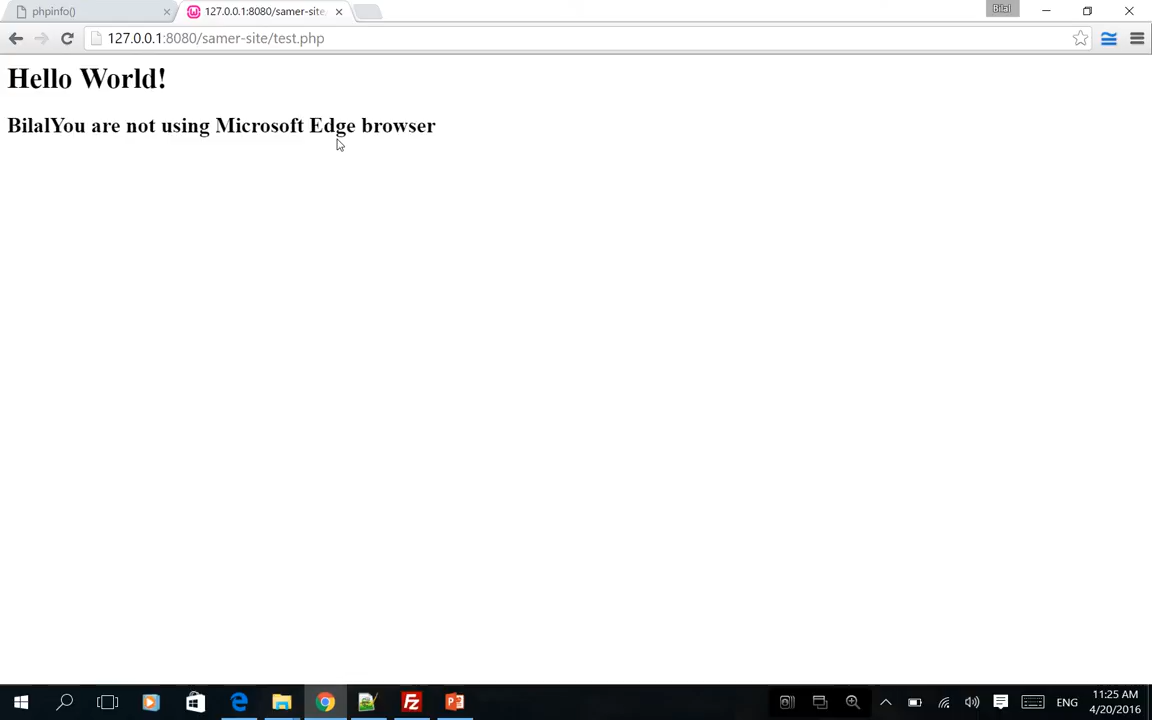 phpinfo()
127.0.0.1:8080/samer-site
Bilal
127.0.0.1:8080/samer-site/test.php
Hello World!
BilalYou are not using Microsoft Edge browser
ENG
11:25 AM
4/20/2016